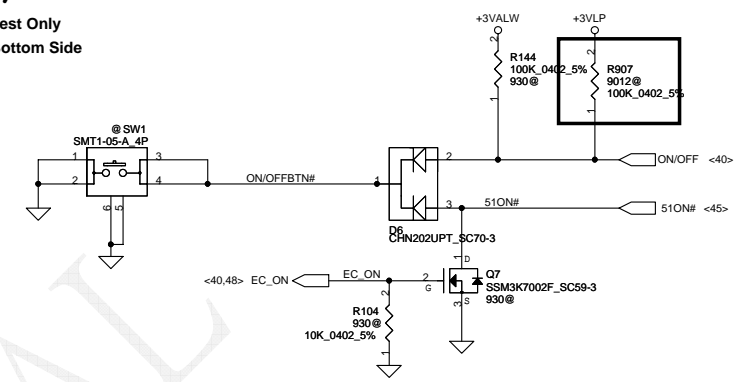 est Only
Bottom Side
+3VALW
+3VLP
2
R144
100K_0402_5%
930@
1
2
R907
9012@
100K_0402_5%
1
@ SW1
SMT1-05-A_4P
1
2
3
4
6
5
ON/OFFBTN#
1
2
3
D6
CHN202UPT_SC70-3
ON/OFF <40>
51ON#
51ON# <45>
<40,48> EC_ON
EC_ON
2
G
1
D
3
S
Q7
SSM3K7002F_SC59-3
930@
R104
930@
10K_0402_5%
2
1